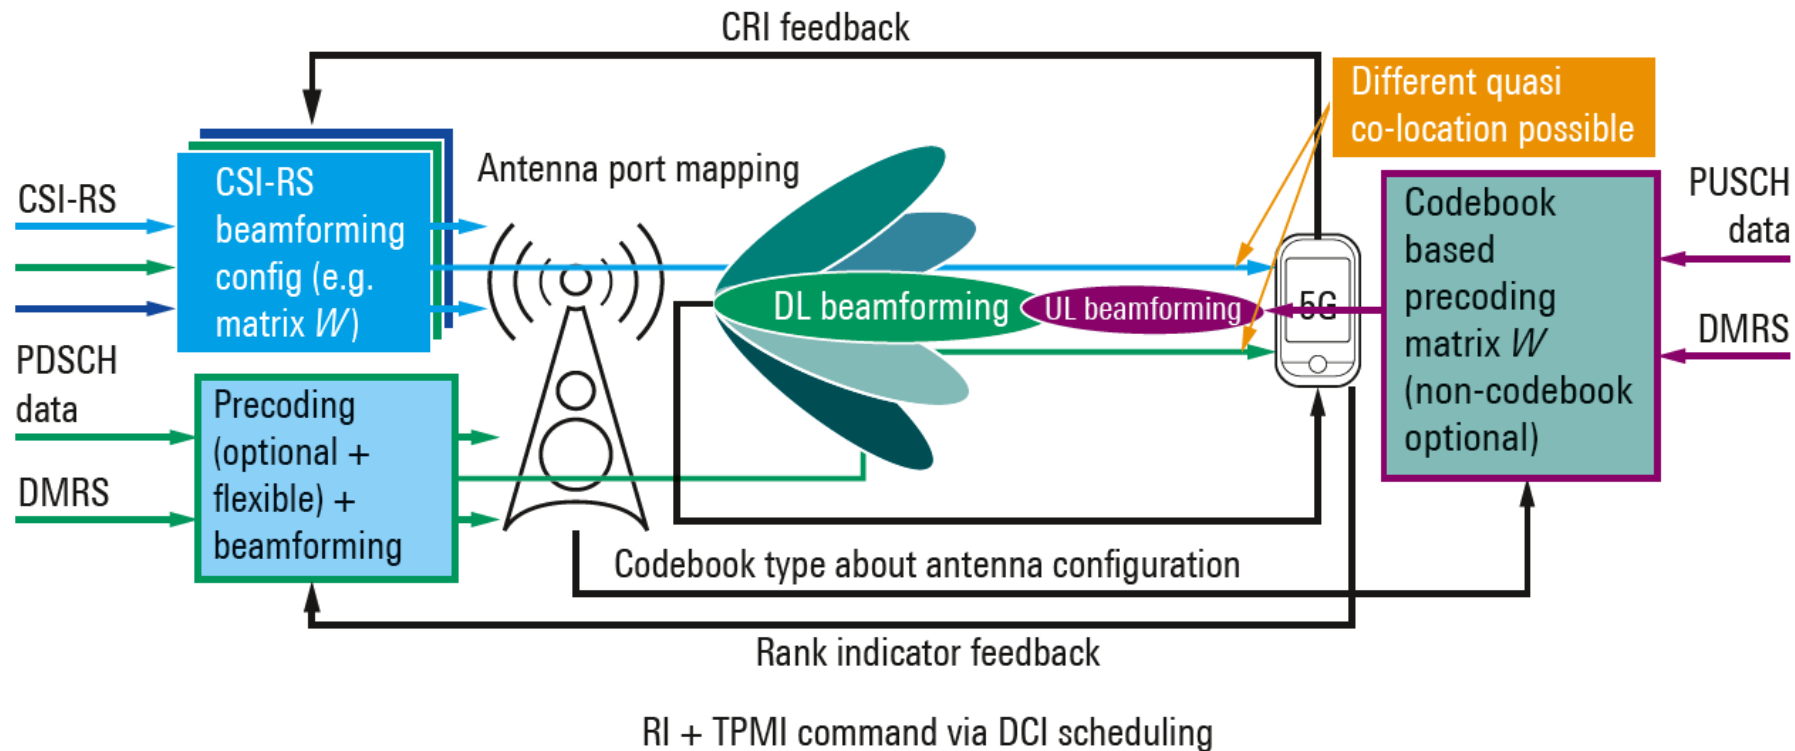 CRI feedback
Different quasi
co-location possible
Antenna port mapping
CSI-RS
CSI-RS
beamforming
config (e.g.
matrix W)
PDSCH
data
DMRS
Precoding
(optional +
flexible) +
beamforming
DL beamforming
UL beamforming
5G
Codebook
based
precoding
matrix W
(non-codebook
optional)
PUSCH
data
DMRS
Codebook type about antenna configuration
Rank indicator feedback
RI + TPMI command via DCI scheduling